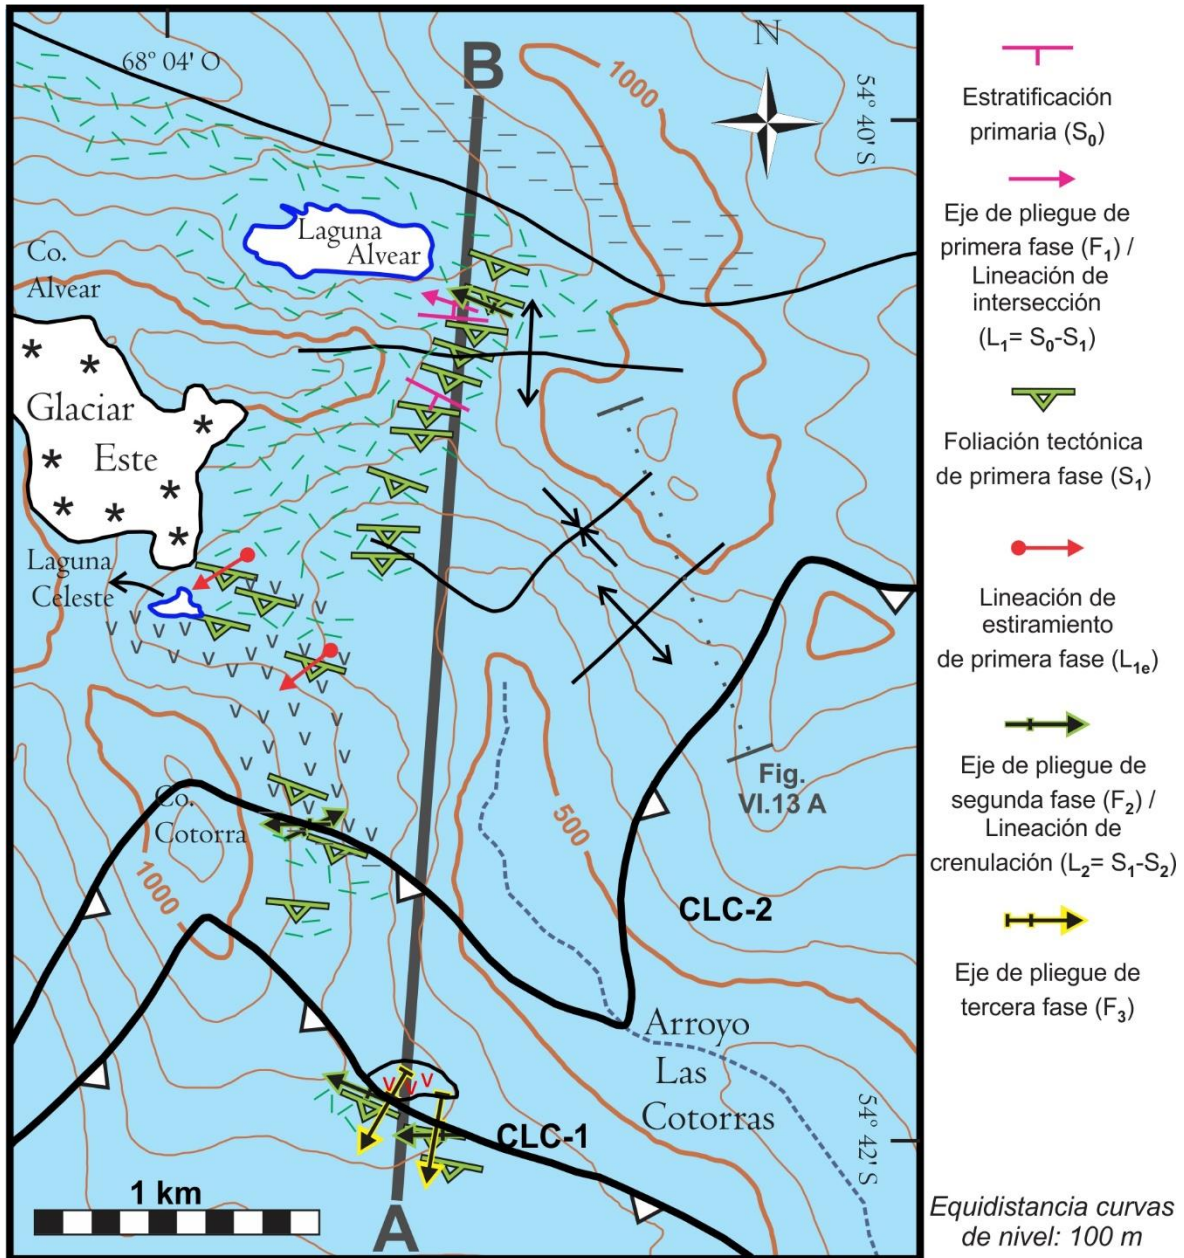 68° 04' O
B
N
1000
54° 40' S
Laguna
Alvear
Co.
Alvear
Glaciar
Este
Laguna
Celeste
Co.
Cotorra
1000
500
Fig.
VI.13 A
CLC-2
Arroyo
Las
Cotorras
CLC-1
54° 42' S
1 km
A
Estratificación
primaria (S₀)
Eje de pliegue de
primera fase (F₁) /
Lineación de
intersección
(L₁= S₀-S₁)
Foliación tectónica
de primera fase (S₁)
Lineación de
estiramiento
de primera fase (L₁ₑ)
Eje de pliegue de
segunda fase (F₂) /
Lineación de
crenulación (L₂= S₁-S₂)
Eje de pliegue de
tercera fase (F₃)
Equidistancia curvas
de nivel: 100 m